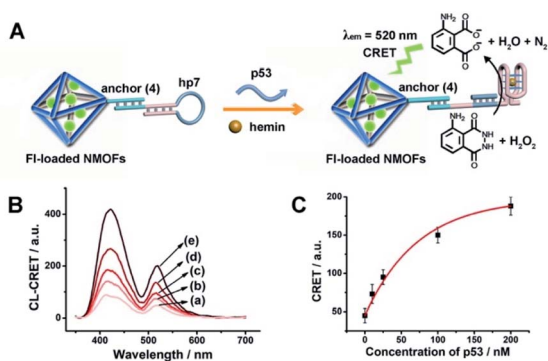 A
anchor (4)
hp7
p53
hemin
Fl-loaded NMOFs
λem = 520 nm
CRET
NH₂
O
O⁻
O⁻
O
+ H₂O + N₂
anchor (4)
Fl-loaded NMOFs
NH₂
O
NH
NH
O
+ H₂O₂
B
CL-CRET / a.u.
400
200
0
(e)
(d)
(c)
(b)
(a)
400
500
600
700
Wavelength / nm
C
CRET / a.u.
200
150
100
50
0
0
50
100
150
200
Concentration of p53/ nM